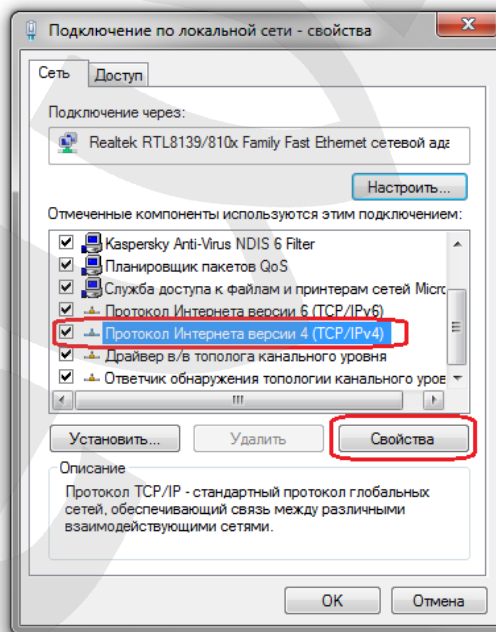 Подключение по локальной сети - свойства
Сеть
Доступ
Подключение через:
Realtek RTL8139/810x Family Fast Ethernet сетевой ада
Настроить...
Отмеченные компоненты используются этим подключением:
Kaspersky Anti-Virus NDIS 6 Filter
Планировщик пакетов QoS
Служба доступа к файлам и принтерам сетей Micro
Протокол Интернета версии 6 (TCP/IPv6)
Протокол Интернета версии 4 (TCP/IPv4)
Драйвер в/в тополога канального уровня
Ответчик обнаружения топологии канального уров
Установить...
Удалить
Свойства
Описание
Протокол TCP/IP - стандартный протокол глобальных
сетей, обеспечивающий связь между различными
взаимодействующими сетями.
OK
Отмена